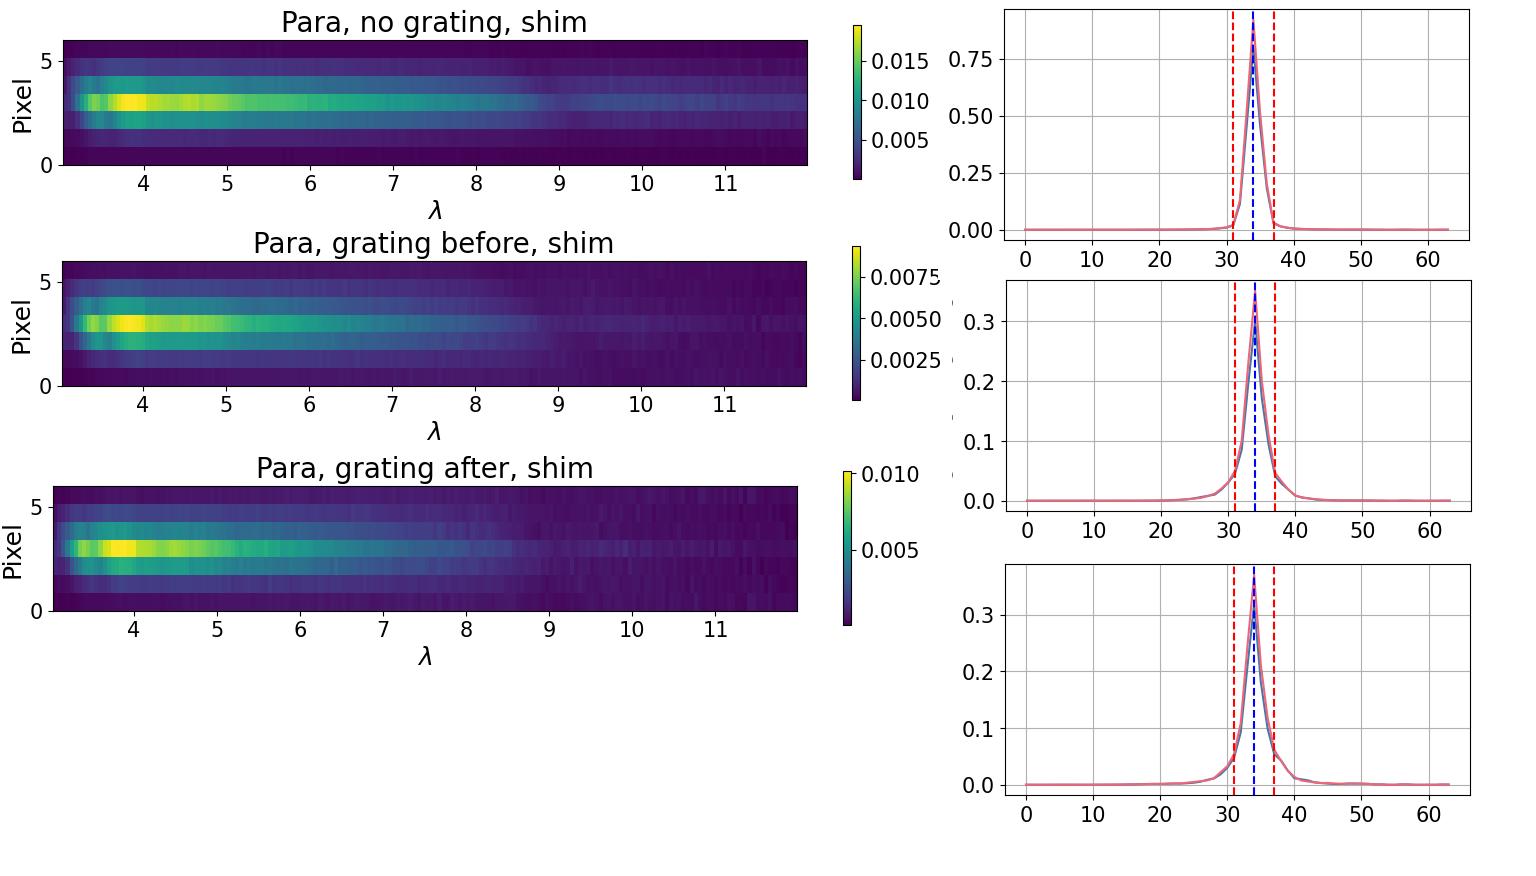 Para, no grating, shim
Pixel
5
0
4 5 6 7 8 9 10 11
λ
0.015
0.010
0.005
0.75
0.50
0.25
0.00
0 10 20 30 40 50 60
Para, grating before, shim
Pixel
5
0
4 5 6 7 8 9 10 11
λ
0.0075
0.0050
0.0025
0.3
0.2
0.1
0.0
0 10 20 30 40 50 60
Para, grating after, shim
Pixel
5
0
4 5 6 7 8 9 10 11
λ
0.010
0.005
0.3
0.2
0.1
0.0
0 10 20 30 40 50 60